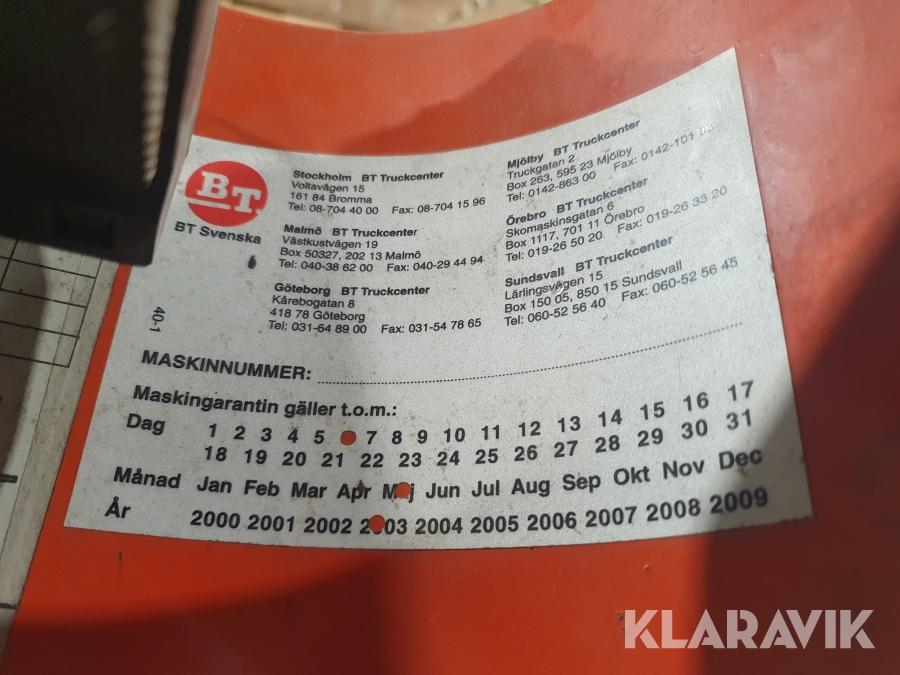 BT
BT Svenska
Stockholm BT Truckcenter
Voltavägen 15
161 84 Bromma
Tel: 08-704 40 00 Fax: 08-704 15 96
Malmö BT Truckcenter
Västkustvägen 19
Box 50327, 202 13 Malmö
Tel: 040-38 62 00 Fax: 040-29 44 94
Göteborg BT Truckcenter
Kårebogatan 8
418 78 Göteborg
Tel: 031-64 89 00 Fax: 031-54 78 65
Mjölby BT Truckcenter
Truckgatan 2
Box 263, 595 23 Mjölby
Tel: 0142-863 00 Fax: 0142-101
Örebro BT Truckcenter
Skomaskinsgatan 6
Box 1117, 701 11 Örebro
Tel: 019-26 50 20 Fax: 019-26 33 20
Sundsvall BT Truckcenter
Lärlingsvägen 15
Box 150 05, 850 15 Sundsvall
Tel: 060-52 56 40 Fax: 060-52 56 45
40-1
MASKINNUMMER:
Maskingarantin gäller t.o.m.:
Dag 1 2 3 4 5 7 8 9 10 11 12 13 14 15 16 17
18 19 20 21 22 23 24 25 26 27 28 29 30 31
Månad Jan Feb Mar Apr Maj Jun Jul Aug Sep Okt Nov Dec
År 2000 2001 2002 2003 2004 2005 2006 2007 2008 2009
KLARAVIK